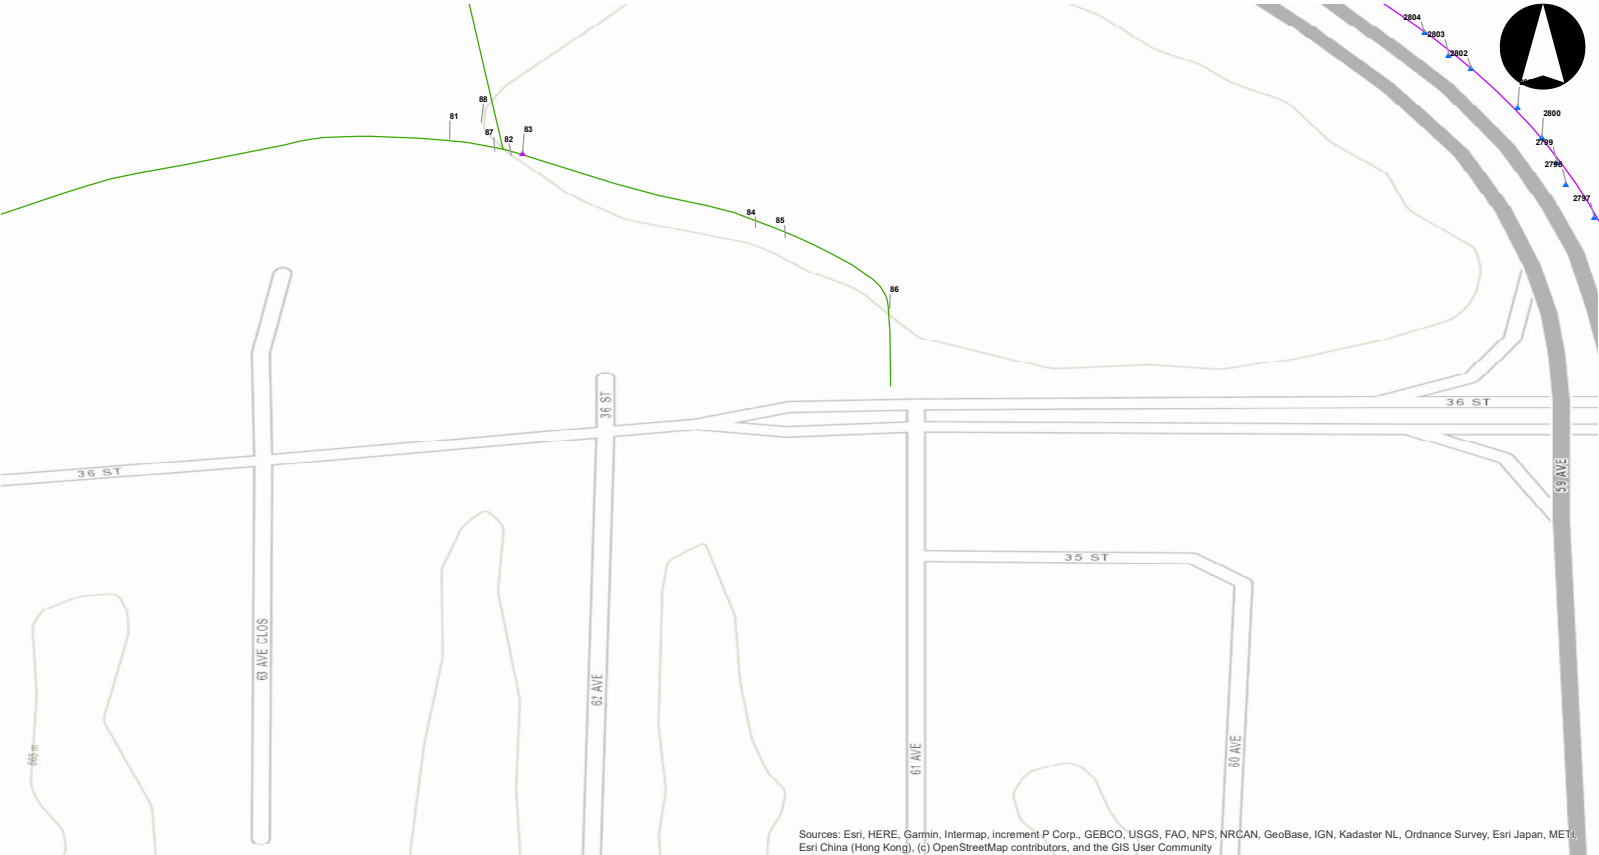 2804
2803
2802
88
81
2800
83
87
82
2799
2798
2797
84
85
86
36 ST
36 ST
36 ST
59 AVE
35 ST
63 AVE CLOS
62 AVE
665 m
61 AVE
60 AVE
Sources: Esri, HERE, Garmin, Intermap, increment P Corp., GEBCO, USGS, FAO, NPS, NRCAN, GeoBase, IGN, Kadaster NL, Ordnance Survey, Esri Japan, METI,
Esri China (Hong Kong), (c) OpenStreetMap contributors, and the GIS User Community